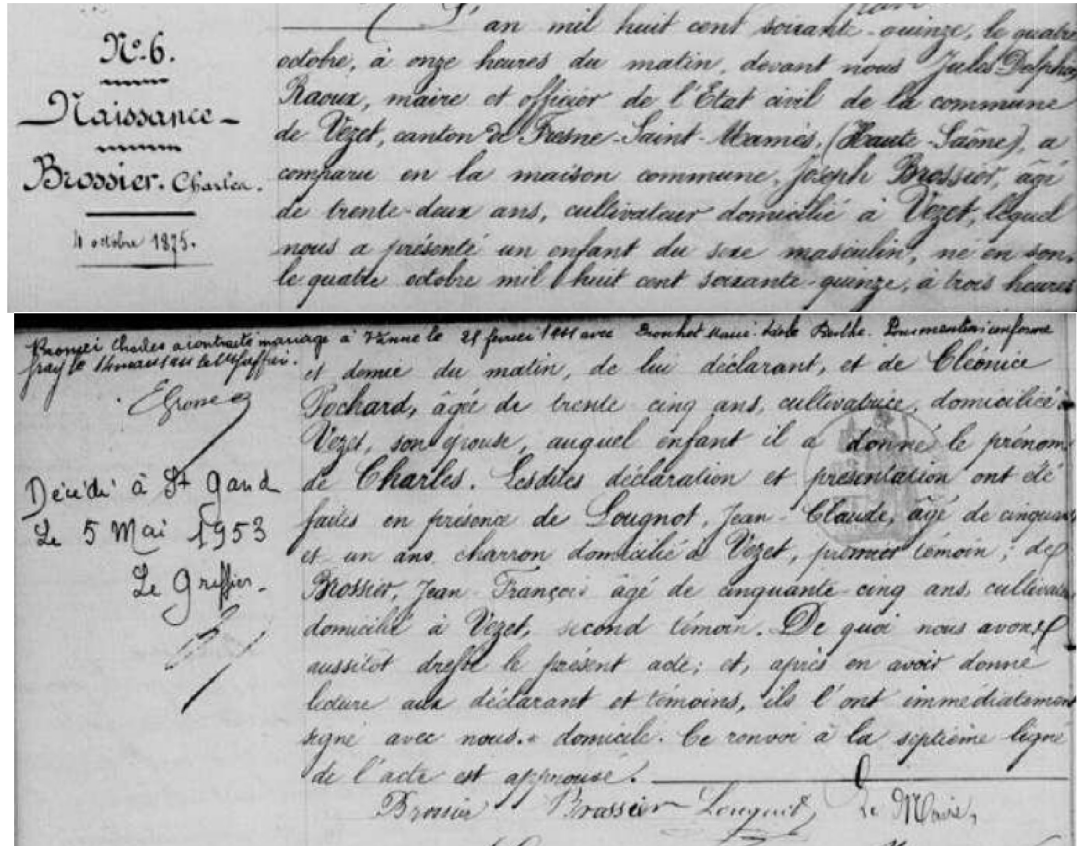 N° 6.
Naissance
Brossier. Charles.
4 octobre 1875.
L'an mil huit cent soixante-quinze, le quatre
octobre, à onze heures du matin, devant nous Jules Delphin
Raoux, maire et officier de l'Etat civil de la commune
de Vezet, canton de Fresne-Saint-Mamès, (Haute-Saône), a
comparu en la maison commune, Joseph Brossier, âgé
de trente-deux ans, cultivateur domicilié à Vezet, lequel
nous a présenté un enfant du sexe masculin, né en son
le quatre octobre mil huit cent soixante-quinze, à trois heures
Charles a contracté mariage à le 21 février avec Marie Berthe. Pour mention conforme
le
Décédé à St Gand
Le 5 Mai 1953
Le Greffier
et demie du matin, de lui déclarant, et de Cléonice
Pochard, âgée de trente cinq ans, cultivatrice, domiciliée à
Vezet, son épouse, auquel enfant il a donné le prénom
de Charles. Lesdites déclaration et présentation ont été
faites en présence de Lougnot, Jean-Claude, âgé de cinquante
et un ans, charron domicilié à Vezet, premier témoin; de
Brossier, Jean-François âgé de cinquante-cinq ans, cultivateur
domicilié à Vezet, second témoin. De quoi nous avons
aussitôt dressé le présent acte; et, après en avoir donné
lecture aux déclarant et témoins, ils l'ont immédiatement
signé avec nous. domicile. Ce renvoi à la septième ligne
de l'acte est approuvé.
Brossier Brossier Lougnot Le Maire,